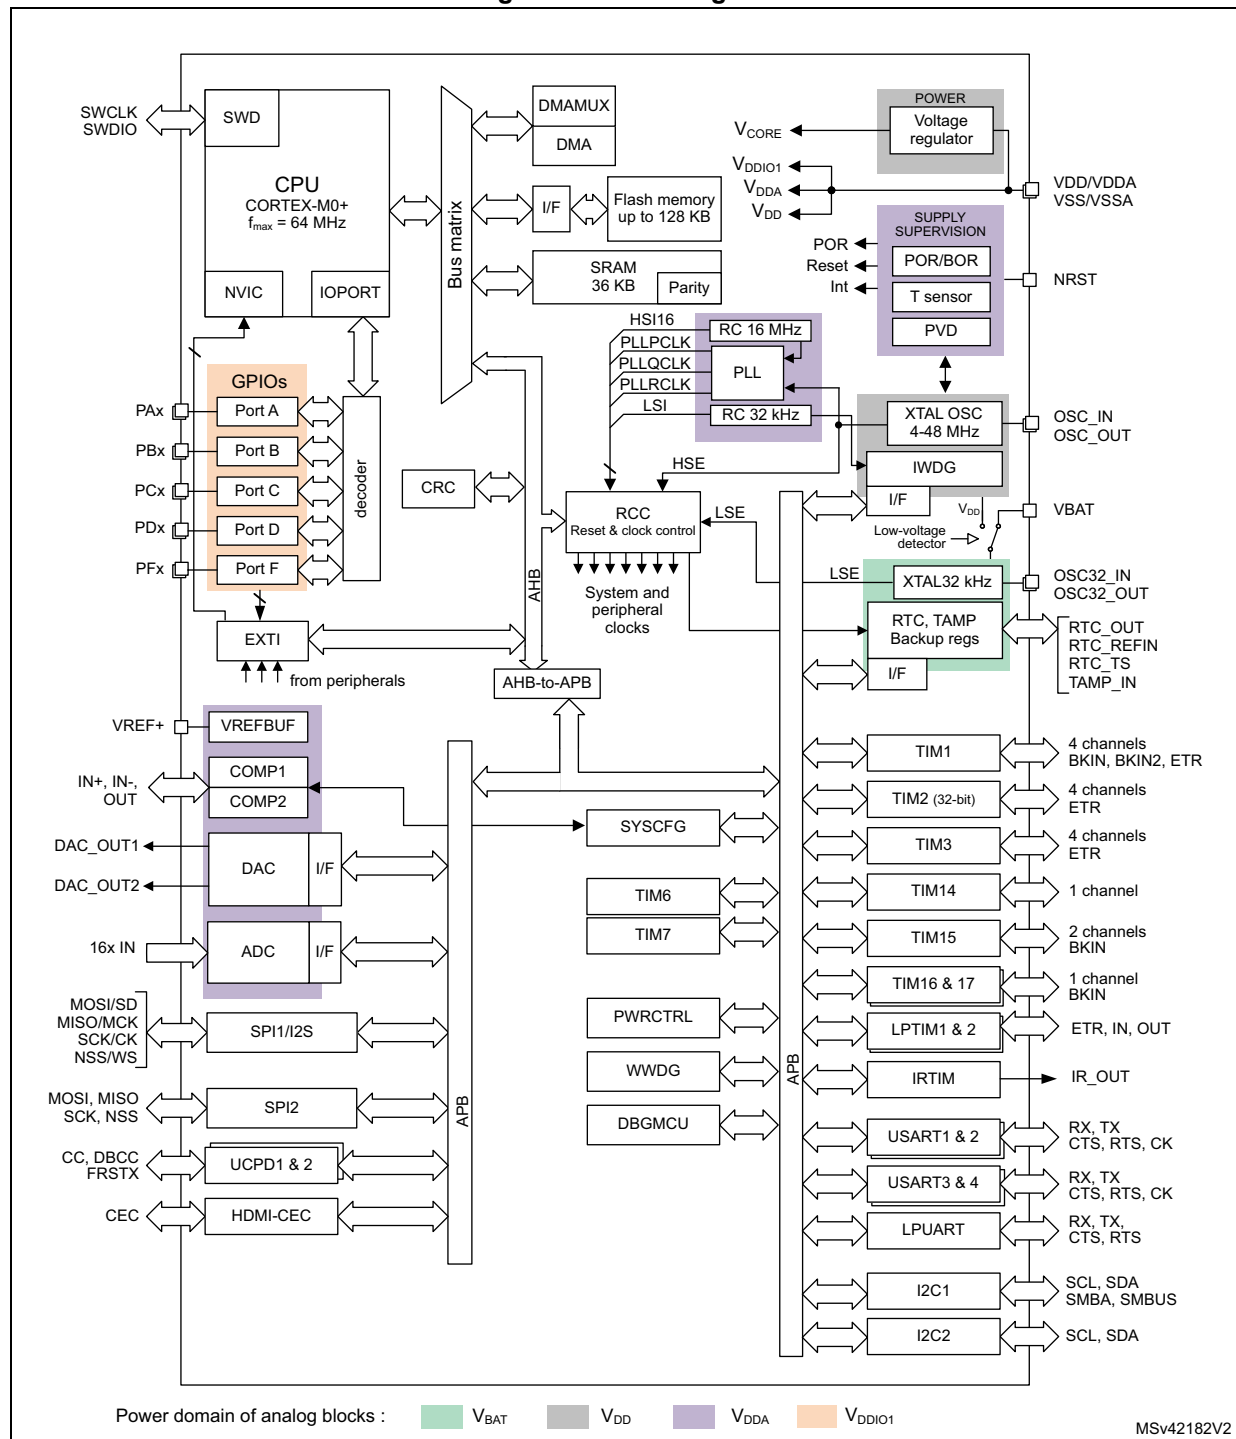 SWCLK
SWDIO
SWD
CPU
CORTEX-M0+
fmax = 64 MHz
NVIC
IOPORT
Bus matrix
DMAMUX
DMA
I/F
Flash memory
up to 128 KB
SRAM
36 KB
Parity
POWER
Voltage
regulator
VCORE
VDDIO1
VDDA
VDD
VDD/VDDA
VSS/VSSA
SUPPLY
SUPERVISION
POR
Reset
Int
POR/BOR
T sensor
PVD
NRST
HSI16
PLLPCLK
PLLQCLK
PLLRCLK
LSI
RC 16 MHz
PLL
RC 32 kHz
GPIOs
PAx
Port A
PBx
Port B
PCx
Port C
PDx
Port D
PFx
Port F
decoder
XTAL OSC
4-48 MHz
OSC_IN
OSC_OUT
IWDG
I/F
HSE
CRC
RCC
Reset & clock control
LSE
VDD
VBAT
Low-voltage
detector
LSE
XTAL32 kHz
OSC32_IN
OSC32_OUT
AHB
System and
peripheral
clocks
RTC, TAMP
Backup regs
I/F
RTC_OUT
RTC_REFIN
RTC_TS
TAMP_IN
EXTI
from peripherals
AHB-to-APB
VREF+
VREFBUF
IN+, IN-,
OUT
COMP1
COMP2
DAC_OUT1
DAC_OUT2
DAC
I/F
16x IN
ADC
I/F
MOSI/SD
MISO/MCK
SCK/CK
NSS/WS
SPI1/I2S
MOSI, MISO
SCK, NSS
SPI2
CC, DBCC
FRSTX
UCPD1 & 2
CEC
HDMI-CEC
APB
SYSCFG
TIM6
TIM7
PWRCTRL
WWDG
DBGMCU
APB
TIM1
4 channels
BKIN, BKIN2, ETR
TIM2 (32-bit)
4 channels
ETR
TIM3
4 channels
ETR
TIM14
1 channel
TIM15
2 channels
BKIN
TIM16 & 17
1 channel
BKIN
LPTIM1 & 2
ETR, IN, OUT
IRTIM
IR_OUT
USART1 & 2
RX, TX
CTS, RTS, CK
USART3 & 4
RX, TX
CTS, RTS, CK
LPUART
RX, TX,
CTS, RTS
I2C1
SCL, SDA
SMBA, SMBUS
I2C2
SCL, SDA
Power domain of analog blocks :
VBAT
VDD
VDDA
VDDIO1
MSv42182V2